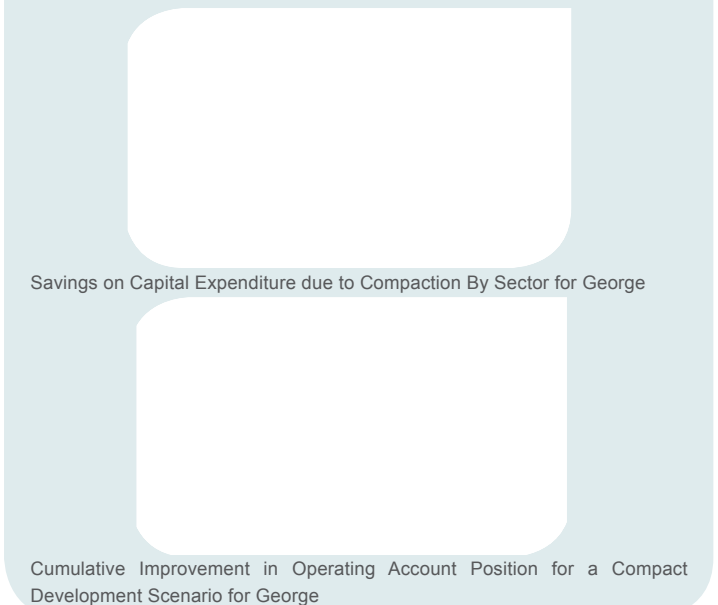 Savings on Capital Expenditure due to Compaction By Sector for George
Cumulative Improvement in Operating Account Position for a Compact
Development Scenario for George